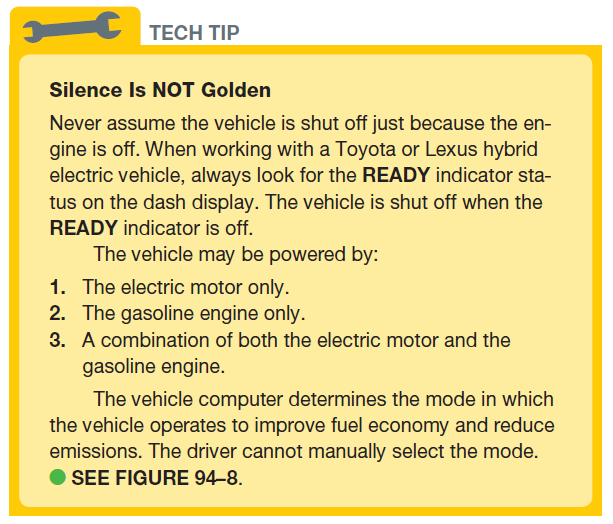 TECH TIP
Silence Is NOT Golden
Never assume the vehicle is shut off just because the en-
gine is off. When working with a Toyota or Lexus hybrid
electric vehicle, always look for the READY indicator sta-
tus on the dash display. The vehicle is shut off when the
READY indicator is off.
The vehicle may be powered by:
1. The electric motor only.
2. The gasoline engine only.
3. A combination of both the electric motor and the
gasoline engine.
The vehicle computer determines the mode in which
the vehicle operates to improve fuel economy and reduce
emissions. The driver cannot manually select the mode.
SEE FIGURE 94–8.